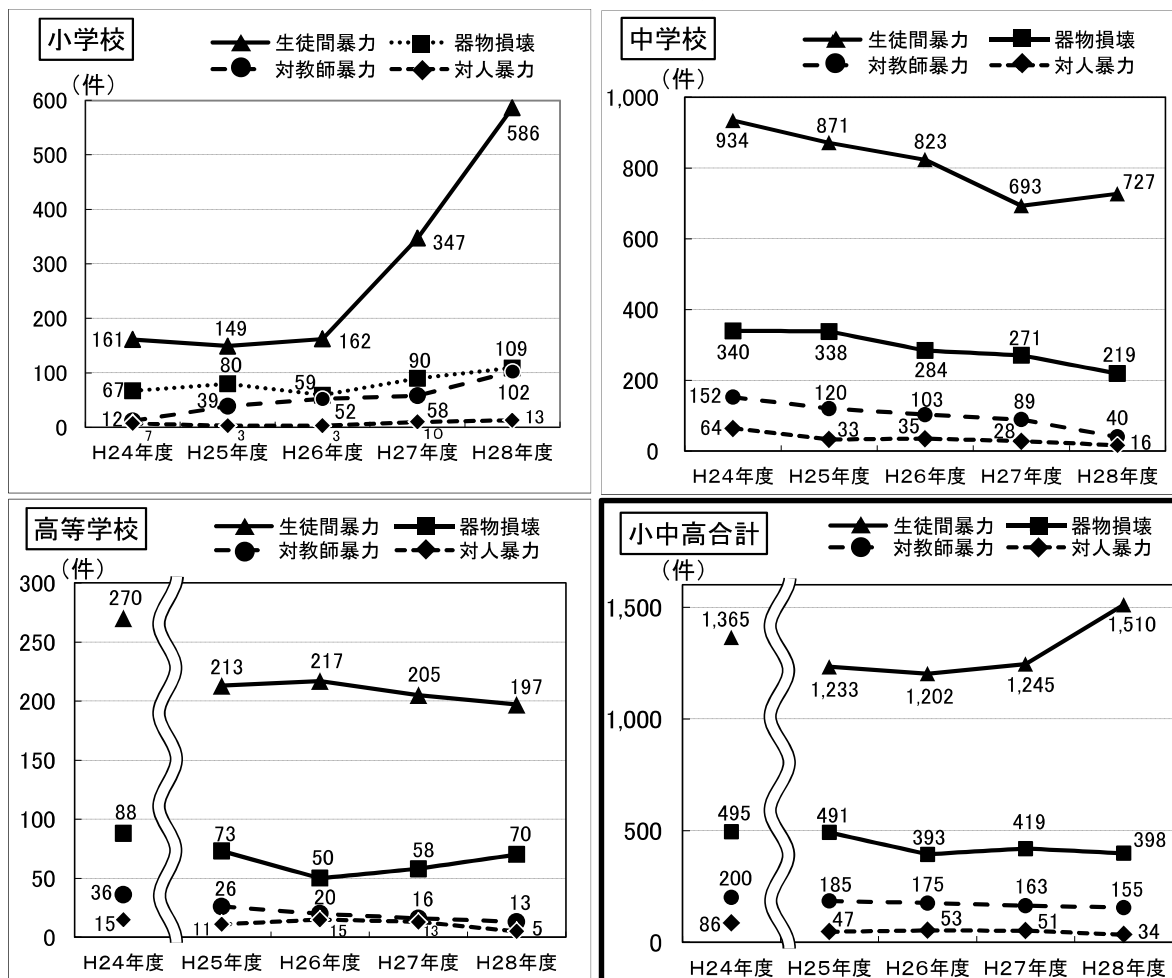 小学校
生徒間暴力 器物損壊
対教師暴力 対人暴力
(件)
600
500
400
300
200
100
0
161 149 162 347 586
67 80 59 90 109
12 39 52 58 102
7 3 3 10 13
H24年度 H25年度 H26年度 H27年度 H28年度
中学校
生徒間暴力 器物損壊
対教師暴力 対人暴力
(件)
1,000
800
600
400
200
0
934 871 823 693 727
340 338 284 271 219
152 120 103 89 40
64 33 35 28 16
H24年度 H25年度 H26年度 H27年度 H28年度
高等学校
生徒間暴力 器物損壊
対教師暴力 対人暴力
(件)
300
250
200
150
100
50
0
270 213 217 205 197
88 73 50 58 70
36 26 20 16 13
15 11 15 13 5
H24年度 H25年度 H26年度 H27年度 H28年度
小中高合計
生徒間暴力 器物損壊
対教師暴力 対人暴力
(件)
1,500
1,000
500
0
1,365 1,233 1,202 1,245 1,510
495 491 393 419 398
200 185 175 163 155
86 47 53 51 34
H24年度 H25年度 H26年度 H27年度 H28年度